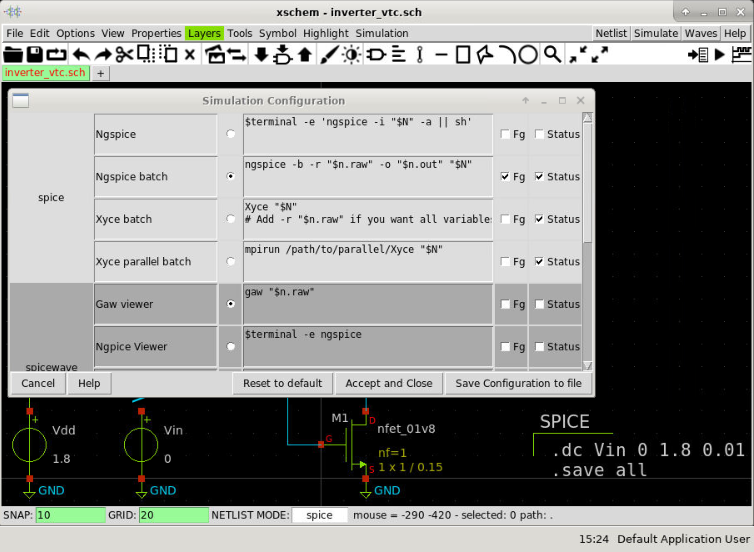 xschem - inverter_vtc.sch
File Edit Options View Properties Layers Tools Symbol Highlight Simulation Netlist Simulate Waves Help
inverter_vtc.sch +
Simulation Configuration
spice
Ngspice
$terminal -e 'ngspice -i "$N" -a || sh'
Fg Status
Ngspice batch
ngspice -b -r "$n.raw" -o "$n.out" "$N"
Fg Status
Xyce batch
Xyce "$N"
# Add -r "$n.raw" if you want all variable
Fg Status
Xyce parallel batch
mpirun /path/to/parallel/Xyce "$N"
Fg Status
spicewave
Gaw viewer
gaw "$n.raw"
Fg Status
Ngpice Viewer
$terminal -e ngspice
Fg Status
Cancel Help Reset to default Accept and Close Save Configuration to file
+
Vdd
1.8
GND
+
Vin
0
GND
M1
D
G
S
nfet_01v8
nf=1
1 x 1 / 0.15
GND
SPICE
.dc Vin 0 1.8 0.01
.save all
SNAP: 10 GRID: 20 NETLIST MODE: spice mouse = -290 -420 - selected: 0 path: .
15:24 Default Application User